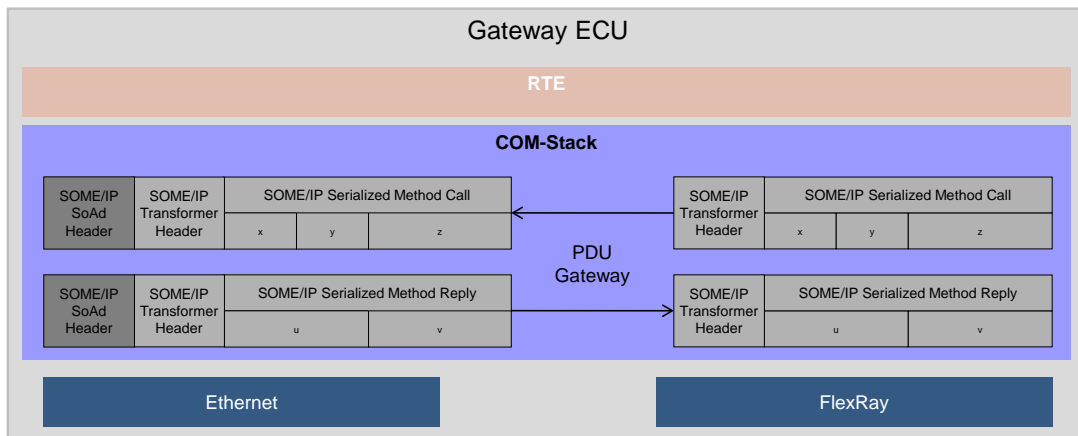 Gateway ECU
RTE
COM-Stack
SOME/IP
SoAd
Header
SOME/IP
Transformer
Header
SOME/IP Serialized Method Call
x
y
z
SOME/IP
Transformer
Header
SOME/IP Serialized Method Call
x
y
z
PDU
Gateway
SOME/IP
SoAd
Header
SOME/IP
Transformer
Header
SOME/IP Serialized Method Reply
u
v
SOME/IP
Transformer
Header
SOME/IP Serialized Method Reply
u
v
Ethernet
FlexRay